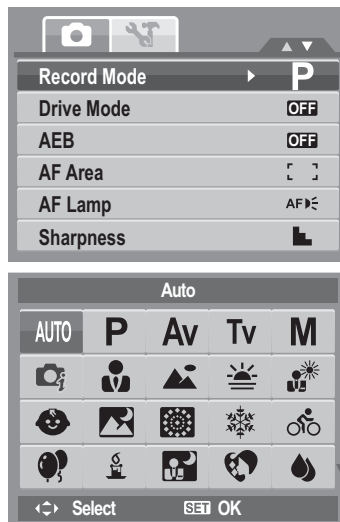 Record Mode P
Drive Mode OFF
AEB OFF
AF Area
AF Lamp AF
Sharpness
Auto
AUTO P Av Tv M
i
Select SET OK